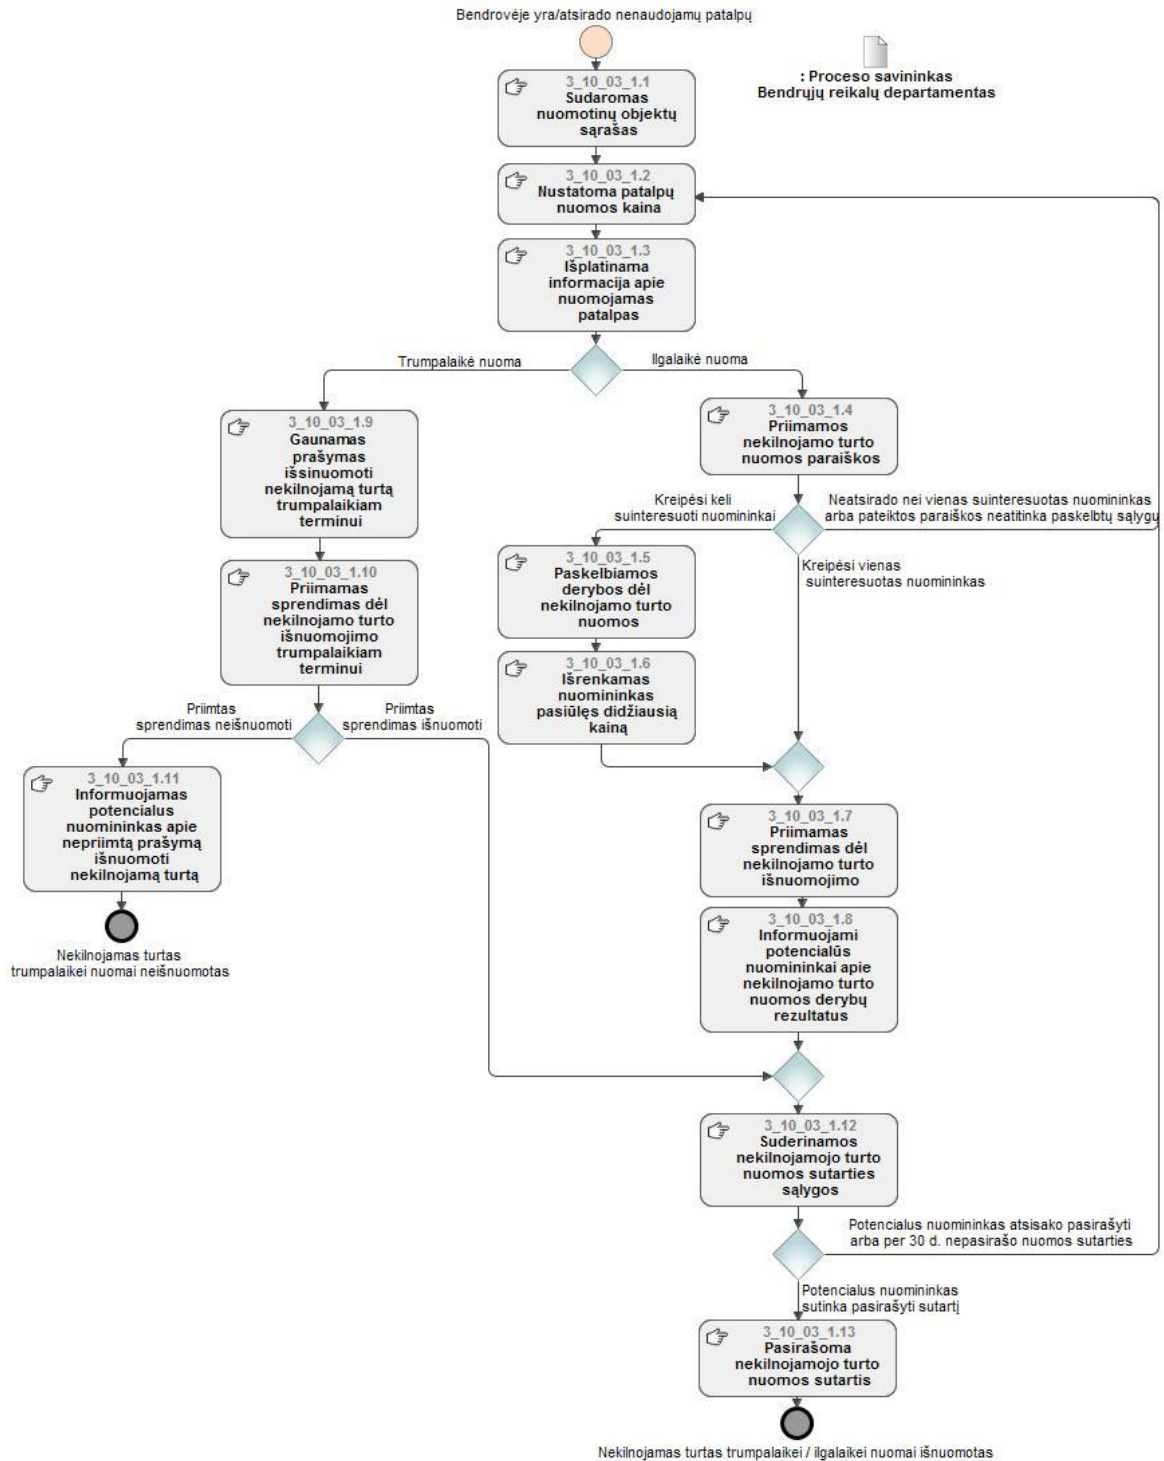 Bendrovėje yra/atsirado nenaudojamų patalpų
: Proceso savininkas
Bendrųjų reikalų departamentas
3_10_03_1.1
Sudaromas
nuomotinų objektų
sąrašas
3_10_03_1.2
Nustatoma patalpų
nuomos kaina
3_10_03_1.3
Išplatinama
informacija apie
nuomojamas
patalpas
Trumpalaikė nuoma
Ilgalaikė nuoma
3_10_03_1.9
Gaunamas
prašymas
išsinuomoti
nekilnojamą turtą
trumpalaikiam
terminui
3_10_03_1.4
Priimamos
nekilnojamo turto
nuomos paraiškos
Kreipėsi keli
suinteresuoti nuomininkai
Neatsirado nei vienas suinteresuotas nuomininkas
arba pateiktos paraiškos neatitinka paskelbtų sąlygų
Kreipėsi vienas
suinteresuotas nuomininkas
3_10_03_1.10
Priimamas
sprendimas dėl
nekilnojamo turto
išnuomojimo
trumpalaikiam
terminui
3_10_03_1.5
Paskelbiamos
derybos dėl
nekilnojamo turto
nuomos
3_10_03_1.6
Išrenkamas
nuomininkas
pasiūlęs didžiausią
kainą
Priimtas
sprendimas neišnuomoti
Priimtas
sprendimas išnuomoti
3_10_03_1.11
Informuojamas
potencialus
nuomininkas apie
nepriimtą prašymą
išnuomoti
nekilnojamą turtą
Nekilnojamas turtas
trumpalaikei nuomai neišnuomotas
3_10_03_1.7
Priimamas
sprendimas dėl
nekilnojamo turto
išnuomojimo
3_10_03_1.8
Informuojami
potencialūs
nuomininkai apie
nekilnojamo turto
nuomos derybų
rezultatus
3_10_03_1.12
Suderinamos
nekilnojamojo turto
nuomos sutarties
sąlygos
Potencialus nuomininkas atsisako pasirašyti
arba per 30 d. nepasirašo nuomos sutarties
Potencialus nuomininkas
sutinka pasirašyti sutartį
3_10_03_1.13
Pasirašoma
nekilnojamojo turto
nuomos sutartis
Nekilnojamas turtas trumpalaikei / ilgalaikei nuomai išnuomotas